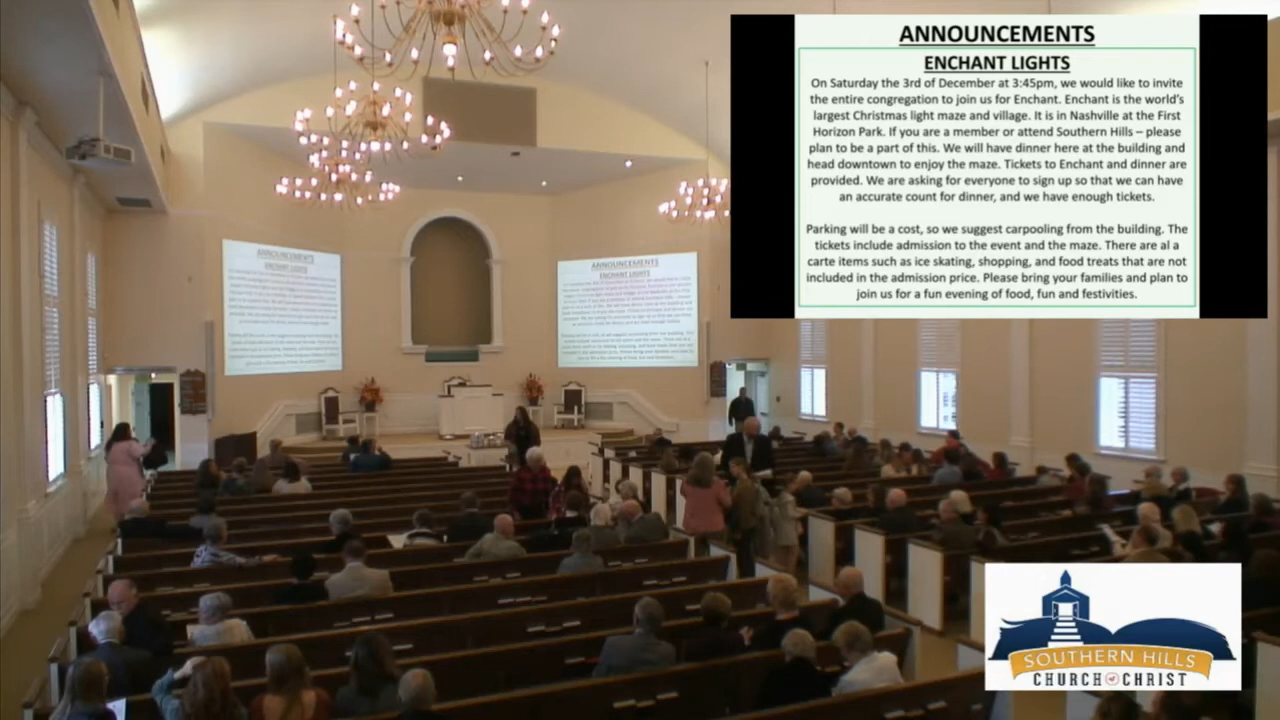 ANNOUNCEMENTS
ENCHANT LIGHTS
On Saturday the 3rd of December at 3:45pm, we would like to invite
the entire congregation to join us for Enchant. Enchant is the world's
largest Christmas light maze and village. It is in Nashville at the First
Horizon Park. If you are a member or attend Southern Hills – please
plan to be a part of this. We will have dinner here at the building and
head downtown to enjoy the maze. Tickets to Enchant and dinner are
provided. We are asking for everyone to sign up so that we can have
an accurate count for dinner, and we have enough tickets.
Parking will be a cost, so we suggest carpooling from the building. The
tickets include admission to the event and the maze. There are al a
carte items such as ice skating, shopping, and food treats that are not
included in the admission price. Please bring your families and plan to
join us for a fun evening of food, fun and festivities.
ANNOUNCEMENTS
ENCHANT LIGHTS
ANNOUNCEMENTS
ENCHANT LIGHTS
SOUTHERN HILLS
CHURCH OF CHRIST